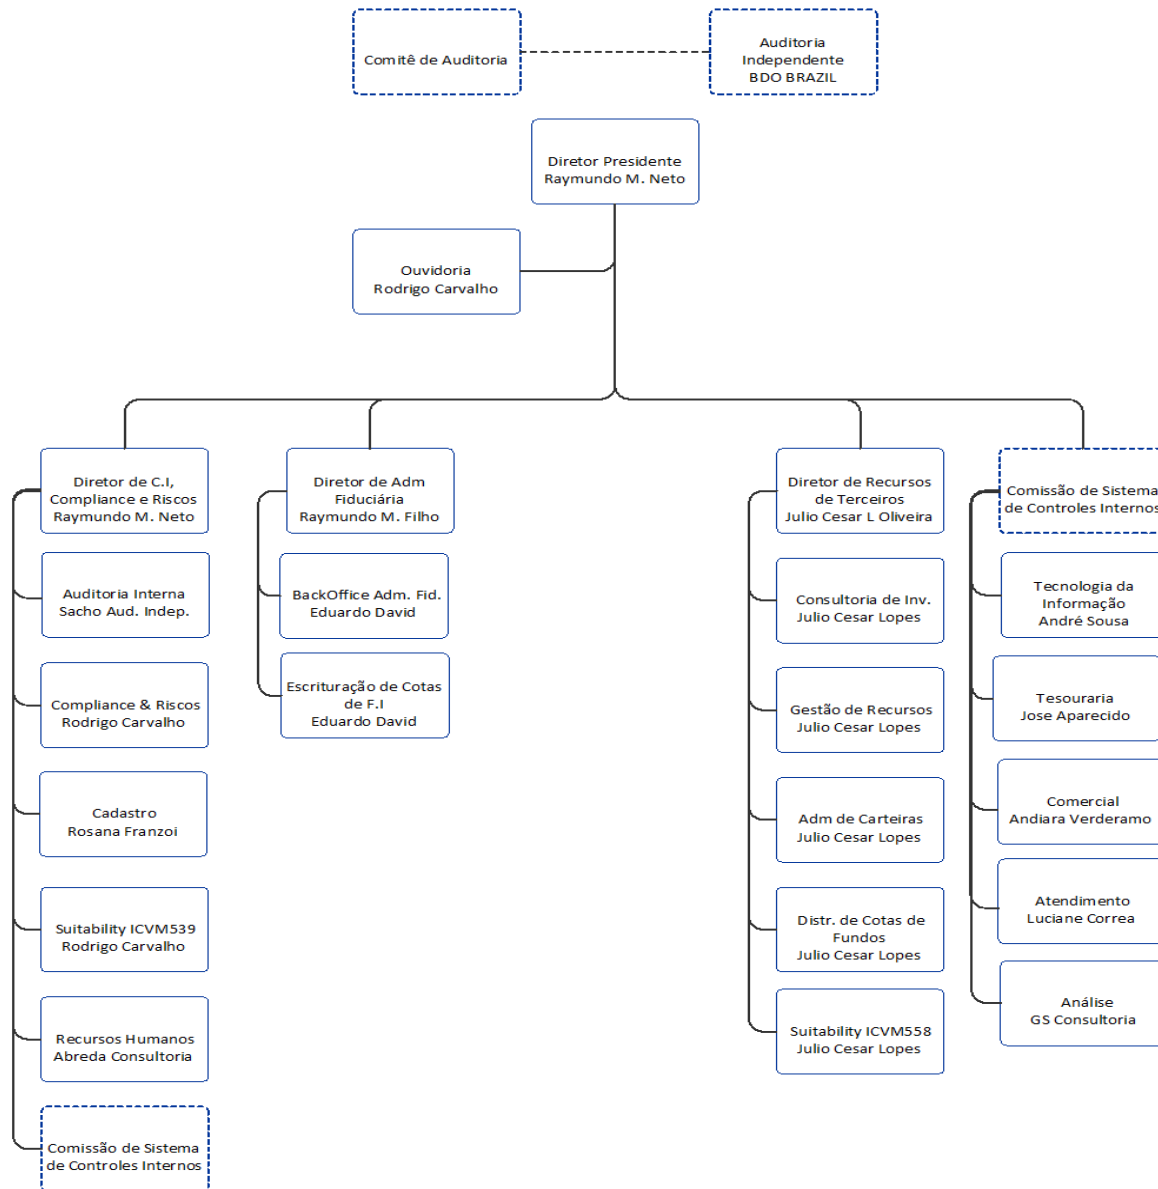 Comitê de Auditoria
Auditoria
Independente
BDO BRAZIL
Diretor Presidente
Raymundo M. Neto
Ouvidoria
Rodrigo Carvalho
Diretor de C.I,
Compliance e Riscos
Raymundo M. Neto
Auditoria Interna
Sacho Aud. Indep.
Compliance & Riscos
Rodrigo Carvalho
Cadastro
Rosana Franzoi
Suitability ICVM539
Rodrigo Carvalho
Recursos Humanos
Abreda Consultoria
Comissão de Sistema
de Controles Internos
Diretor de Adm
Fiduciária
Raymundo M. Filho
BackOffice Adm. Fid.
Eduardo David
Escrituração de Cotas
de F.I
Eduardo David
Diretor de Recursos
de Terceiros
Julio Cesar L Oliveira
Consultoria de Inv.
Julio Cesar Lopes
Gestão de Recursos
Julio Cesar Lopes
Adm de Carteiras
Julio Cesar Lopes
Distr. de Cotas de
Fundos
Julio Cesar Lopes
Suitability ICVM558
Julio Cesar Lopes
Comissão de Sistema
de Controles Internos
Tecnologia da
Informação
André Sousa
Tesouraria
Jose Aparecido
Comercial
Andiara Verderamo
Atendimento
Luciane Correa
Análise
GS Consultoria